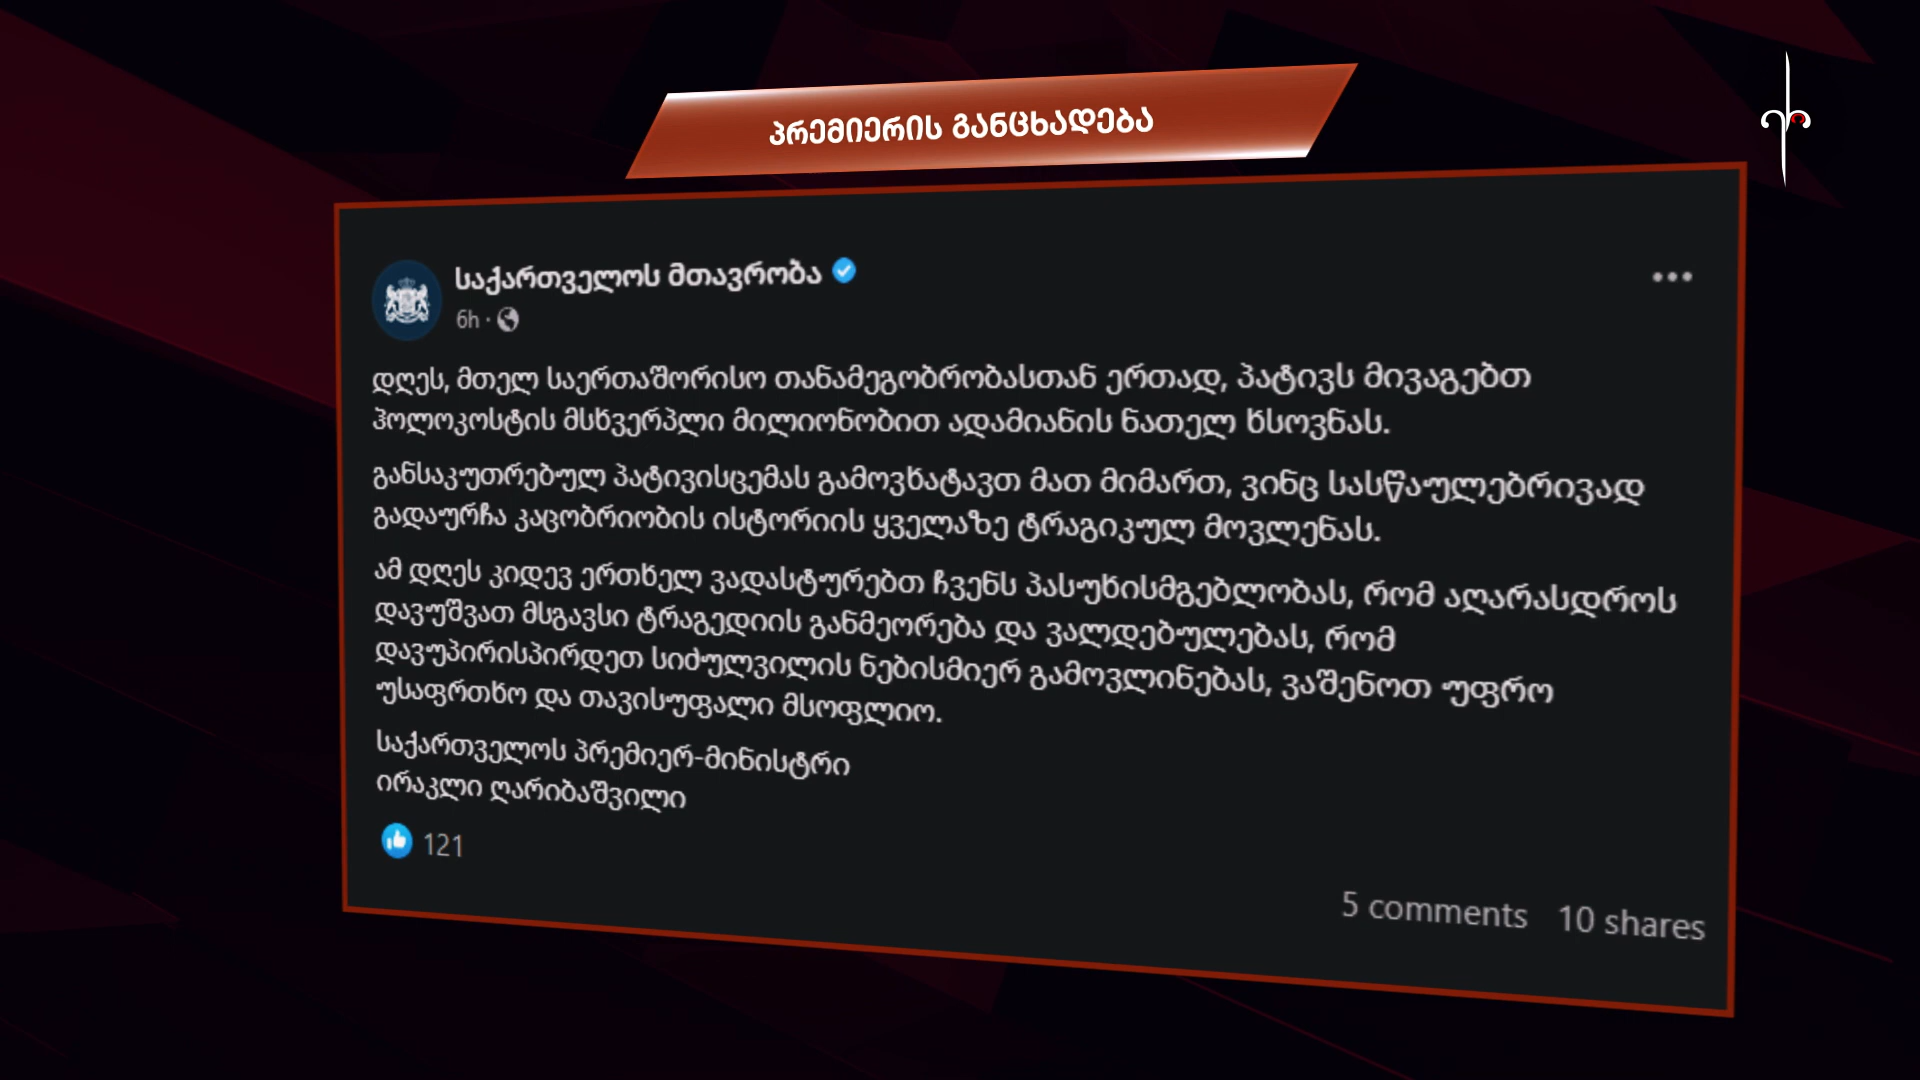 პრემიერის განცხადება
საქართველოს მთავრობა
6h ·
დღეს, მთელ საერთაშორისო თანამეგობრობასთან ერთად, პატივს მივაგებთ
ჰოლოკოსტის მსხვერპლი მილიონობით ადამიანის ნათელ ხსოვნას.
განსაკუთრებულ პატივისცემას გამოვხატავთ მათ მიმართ, ვინც სასწაულებრივად
გადაურჩა კაცობრიობის ისტორიის ყველაზე ტრაგიკულ მოვლენას.
ამ დღეს კიდევ ერთხელ ვადასტურებთ ჩვენს პასუხისმგებლობას, რომ აღარასდროს
დავუშვათ მსგავსი ტრაგედიის განმეორება და ვალდებულებას, რომ
დავუპირისპირდეთ სიძულვილის ნებისმიერ გამოვლინებას, ვაშენოთ უფრო
უსაფრთხო და თავისუფალი მსოფლიო.
საქართველოს პრემიერ-მინისტრი
ირაკლი ღარიბაშვილი
121
5 comments 10 shares